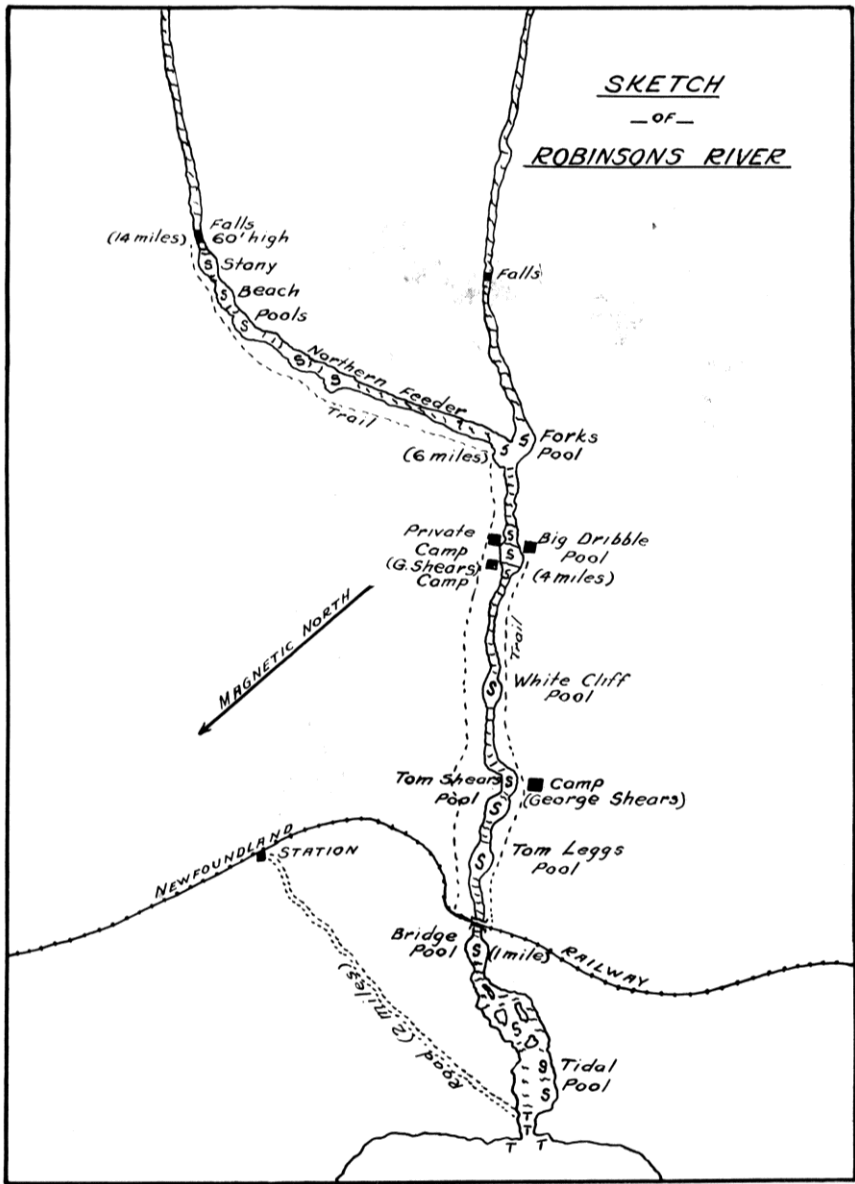 SKETCH
_OF_
ROBINSONS RIVER
Falls
60' high
(14 miles)
S
Stony
S
Beach
S
Pools
Falls
S
S
Northern Feeder
Trail
S
S
Forks
Pool
(6 miles)
Private
Camp
(G. Shears)
Camp
S
S
S
Big Dribble
Pool
(4 miles)
MAGNETIC NORTH
Trail
S
White Cliff
Pool
Tom Shears
Pool
S
S
Camp
(George Shears)
S
Tom Leggs
Pool
NEWFOUNDLAND
STATION
RAILWAY
Bridge
Pool
S
(1 mile)
Road (2 miles)
S
S
S
Tidal
Pool
T
T
T
T